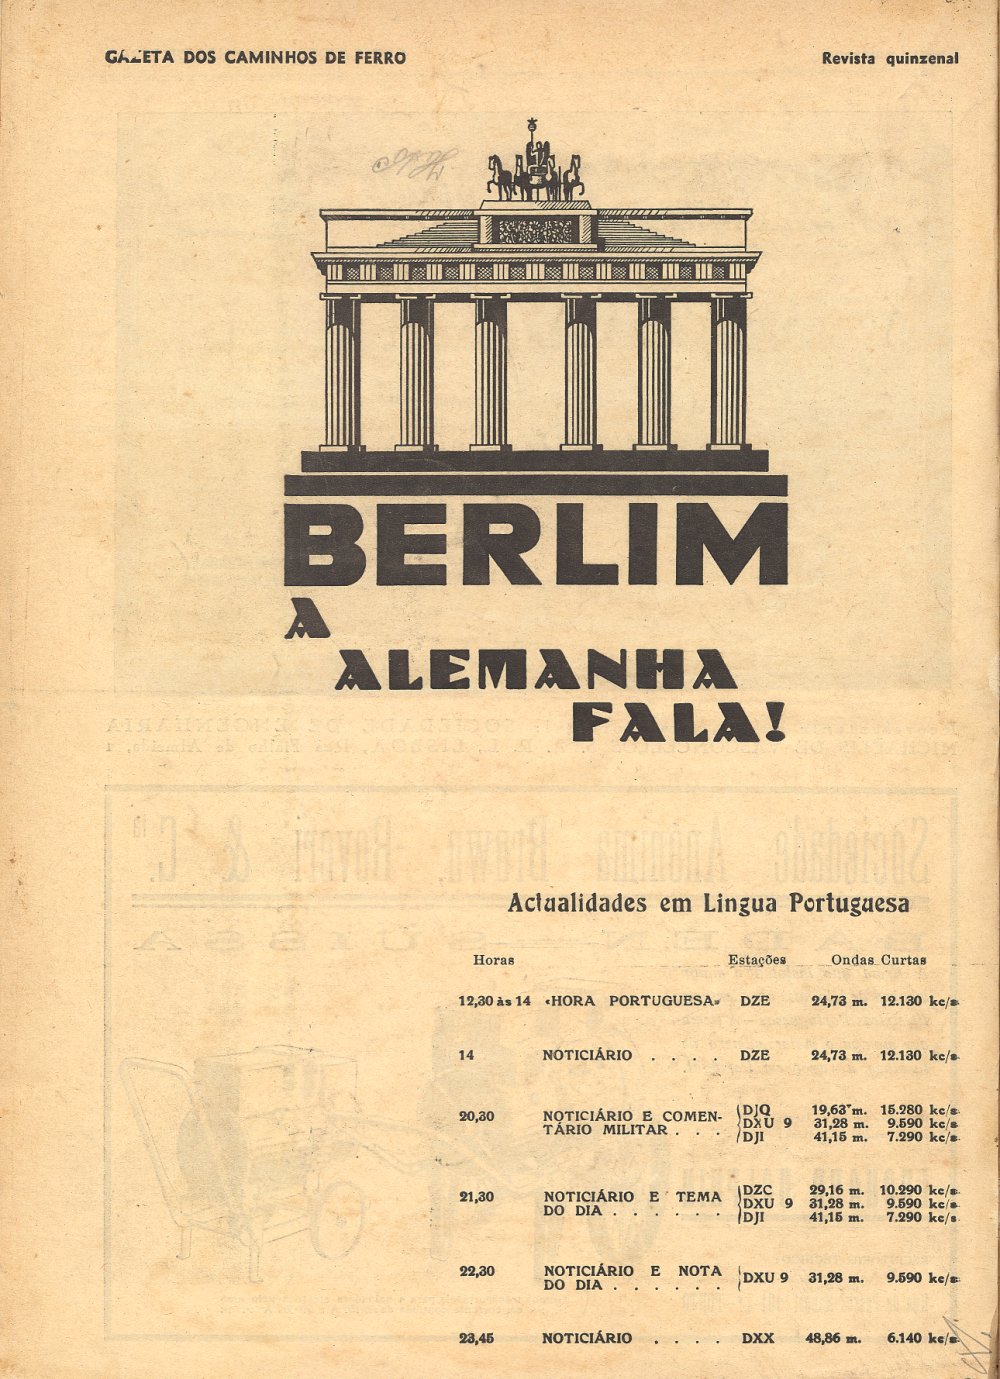 GAZETA DOS CAMINHOS DE FERRO
Revista quinzenal
BERLIM
A
ALEMANHA
FALA!
Actualidades em Lingua Portuguesa
Horas Estações Ondas Curtas
12,30 às 14 «HORA PORTUGUESA» DZE 24,73 m. 12.130 kc/s.
14 NOTICIÁRIO . . . . DZE 24,73 m. 12.130 kc/s.
20,30 NOTICIÁRIO E COMEN- DJQ 19,63 m. 15.280 kc/s.
TÁRIO MILITAR . . . DXU 9 31,28 m. 9.590 kc/s.
DJI 41,15 m. 7.290 kc/s.
21,30 NOTICIÁRIO E TEMA DZC 29,16 m. 10.290 kc/s.
DO DIA . . . . . . DXU 9 31,28 m. 9.590 kc/s.
DJI 41,15 m. 7.290 kc/s.
22,30 NOTICIÁRIO E NOTA DXU 9 31,28 m. 9.590 kc/s.
DO DIA . . . . . .
23,45 NOTICIÁRIO . . . . DXX 48,86 m. 6.140 kc/s.